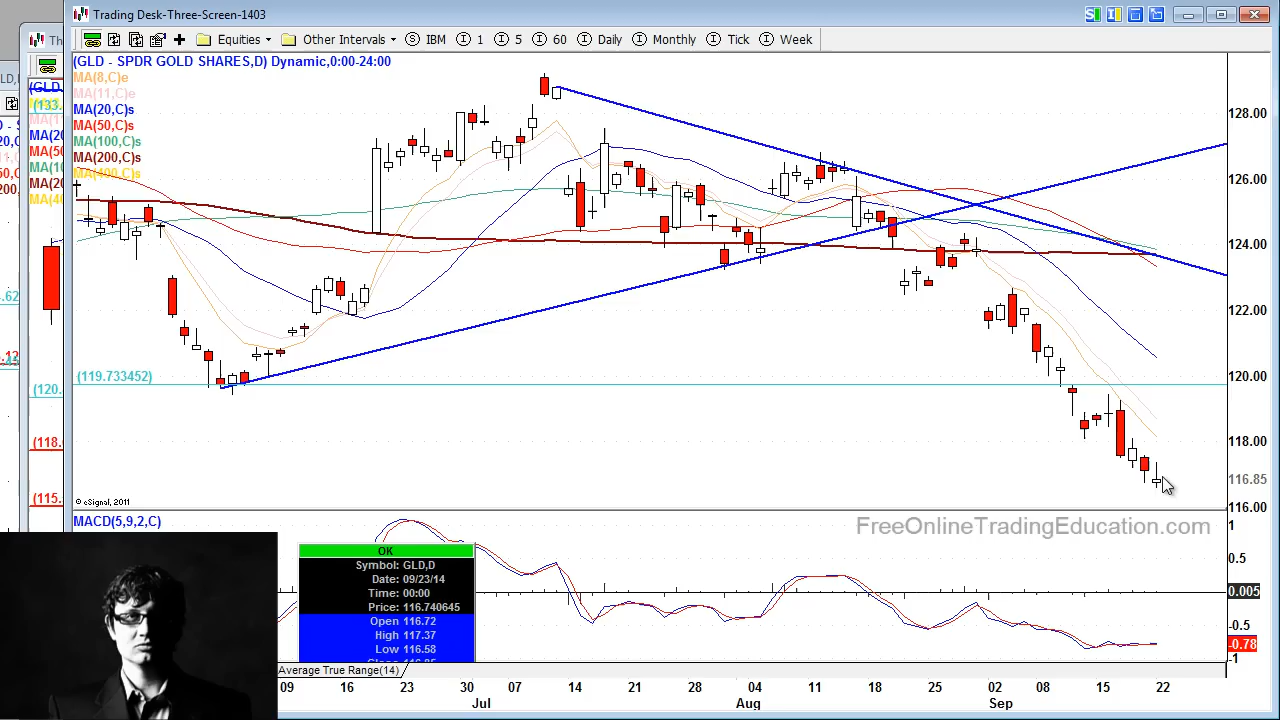 Trading Desk-Three-Screen-1403
Equities Other Intervals IBM 1 5 60 Daily Monthly Tick Week
(GLD - SPDR GOLD SHARES,D) Dynamic,0:00-24:00
MA(8,C)e
MA(11,C)e
MA(20,C)s
MA(50,C)s
MA(100,C)s
MA(200,C)s
MA(400,C)s
128.00
126.00
124.00
122.00
120.00
118.00
116.85
116.00
(119.733452)
© eSignal, 2011
MACD(5,9,2,C)
FreeOnlineTradingEducation.com
1
0.5
0.005
-0.5
-0.78
-1
OK
Symbol: GLD,D
Date: 09/23/14
Time: 00:00
Price: 116.740645
Open 116.72
High 117.37
Low 116.58
Average True Range(14)
09 16 23 30 07 14 21 28 04 11 18 25 02 08 15 22
Jul Aug Sep